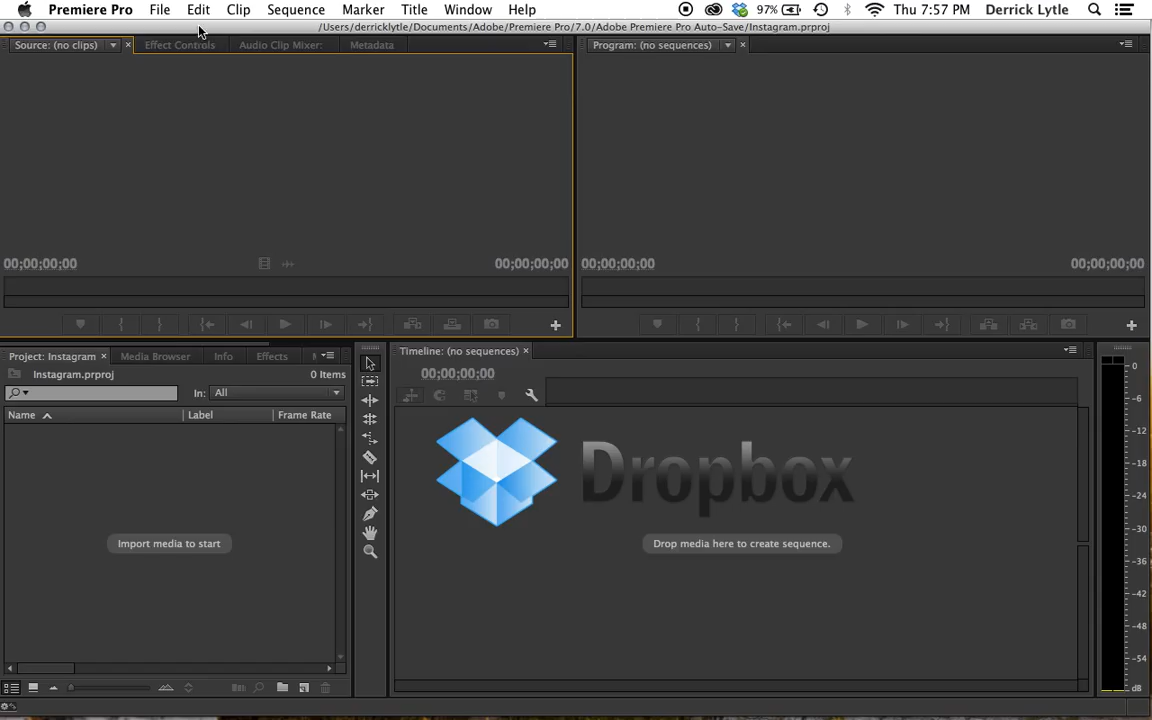 Premiere Pro File Edit Clip Sequence Marker Title Window Help 97% Thu 7:57 PM Derrick Lytle
/Users/derricklytle/Documents/Adobe/Premiere Pro/7.0/Adobe Premiere Pro Auto-Save/Instagram.prproj
Source: (no clips) Effect Controls Audio Clip Mixer: Metadata Program: (no sequences)
00;00;00;00 00;00;00;00 00;00;00;00 00;00;00;00
Project: Instagram Media Browser Info Effects Timeline: (no sequences)
Instagram.prproj 0 Items 00;00;00;00
In: All
Name Label Frame Rate
Dropbox
Import media to start Drop media here to create sequence.
0
-6
-12
-18
-24
-30
-36
-42
-48
-54
dB